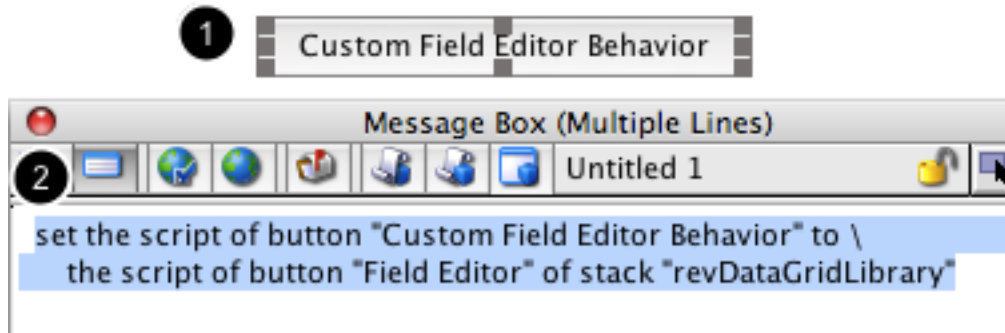 1
Custom Field Editor Behavior
Message Box (Multiple Lines)
2
Untitled 1
set the script of button "Custom Field Editor Behavior" to \
the script of button "Field Editor" of stack "revDataGridLibrary"